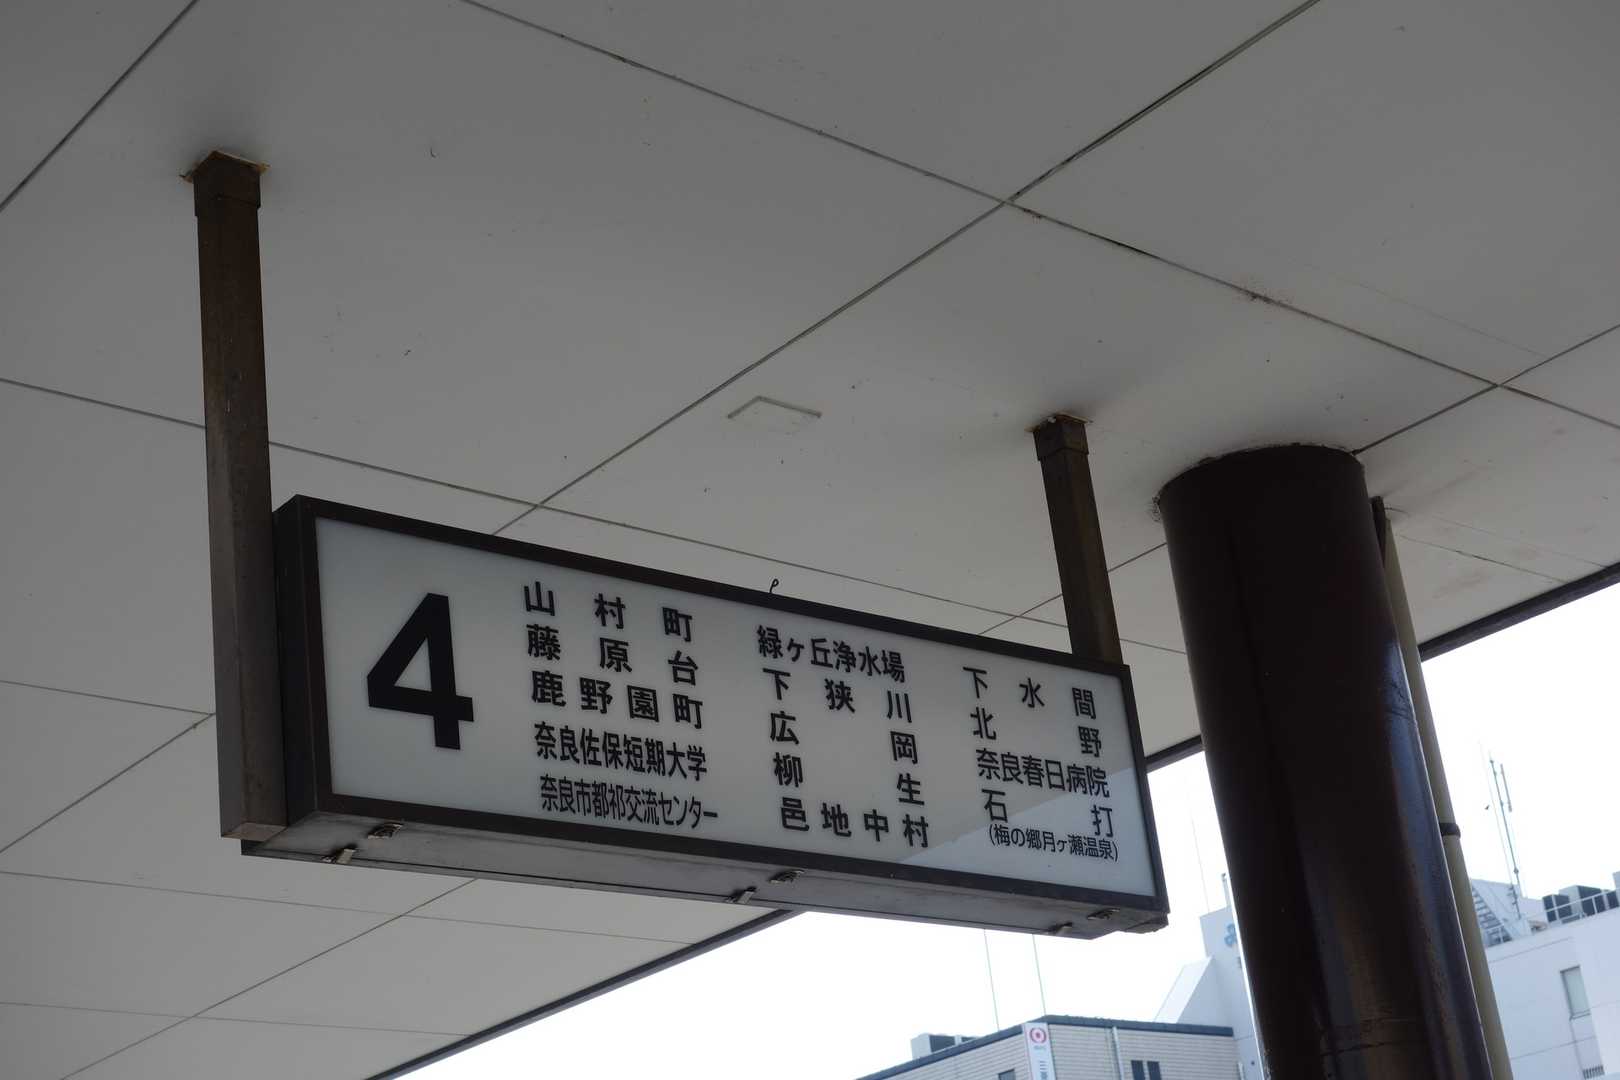 4
山村町
藤原台
鹿野園町
奈良佐保短期大学
奈良市都祁交流センター
緑ヶ丘浄水場
下狭川
広岡
柳生
邑地中村
下水間
北野
奈良春日病院
石打
(梅の郷月ヶ瀬温泉)